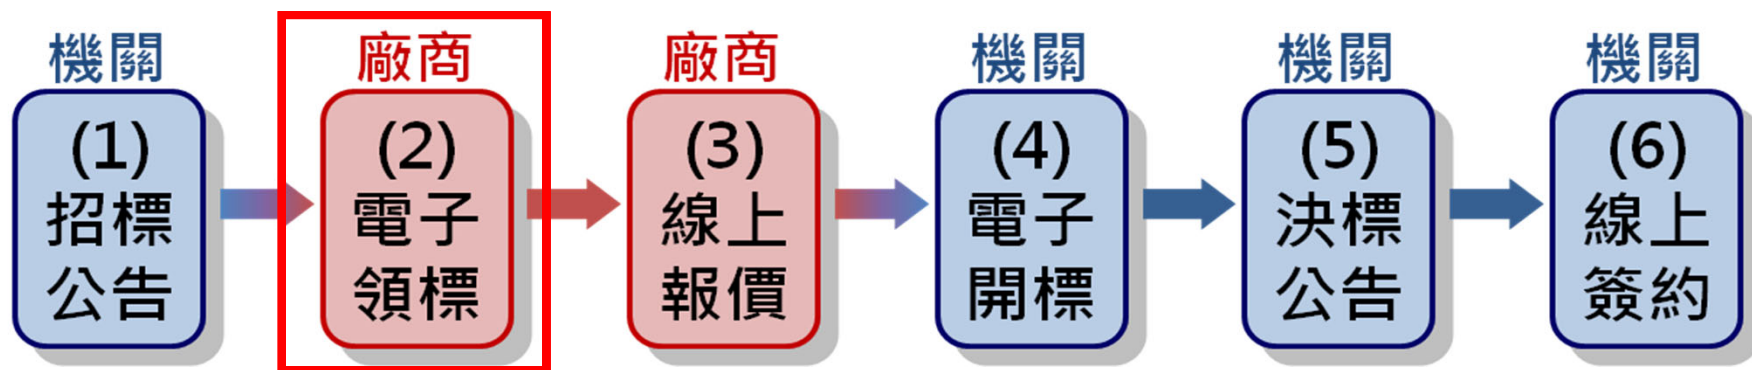 機關
(1)
招標
公告
廠商
(2)
電子
領標
廠商
(3)
線上
報價
機關
(4)
電子
開標
機關
(5)
決標
公告
機關
(6)
線上
簽約